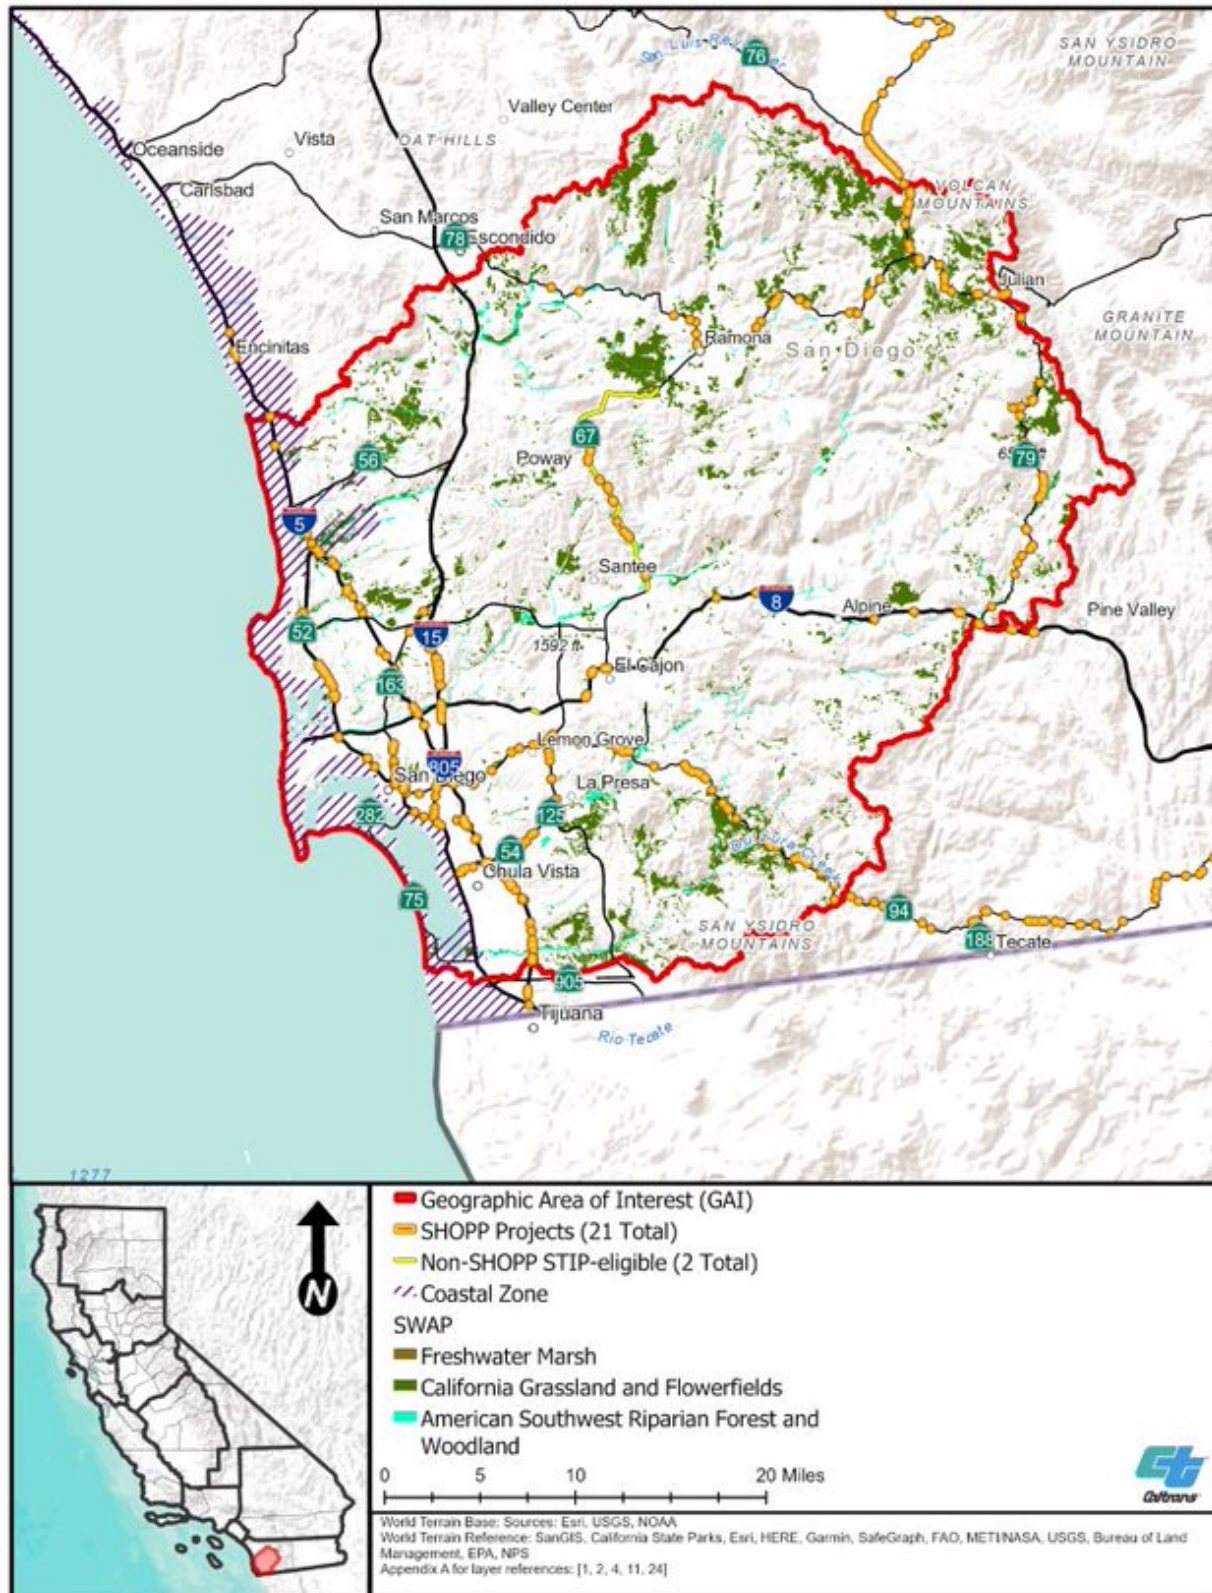 SAN YSIDRO
MOUNTAIN
San Luis Rey River
76
Valley Center
OAT HILLS
Vista
Oceanside
Carlsbad
VOLCAN
MOUNTAINS
San Marcos
78
Escondido
Julian
GRANITE
MOUNTAIN
Encinitas
Ramona
San Diego
67
56
Poway
79
5
Santee
8
Alpine
Pine Valley
52
15
1592 ft
El Cajon
163
Lemon Grove
805
San Diego
La Presa
282
125
54
Chula Vista
75
94
SAN YSIDRO
MOUNTAINS
188
Tecate
905
Tijuana
Rio Tecate
1277
N
Geographic Area of Interest (GAI)
SHOPP Projects (21 Total)
Non-SHOPP STIP-eligible (2 Total)
Coastal Zone
SWAP
Freshwater Marsh
California Grassland and Flowerfields
American Southwest Riparian Forest and
Woodland
0 5 10 20 Miles
Caltrans
World Terrain Base: Sources: Esri, USGS, NOAA
World Terrain Reference: SanGIS, California State Parks, Esri, HERE, Garmin, SafeGraph, FAO, METI/NASA, USGS, Bureau of Land
Management, EPA, NPS
Appendix A for layer references: [1, 2, 4, 11, 24]